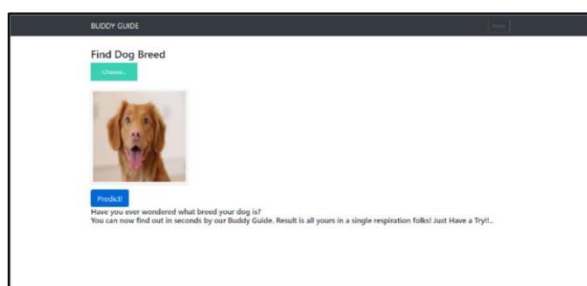 BUDDY GUIDE
Find Dog Breed
Choose..
Predict!
Have you ever wondered what breed your dog is?
You can now find out in seconds by our Buddy Guide. Result is all yours in a single respiration folks! Just Have a Try!!..